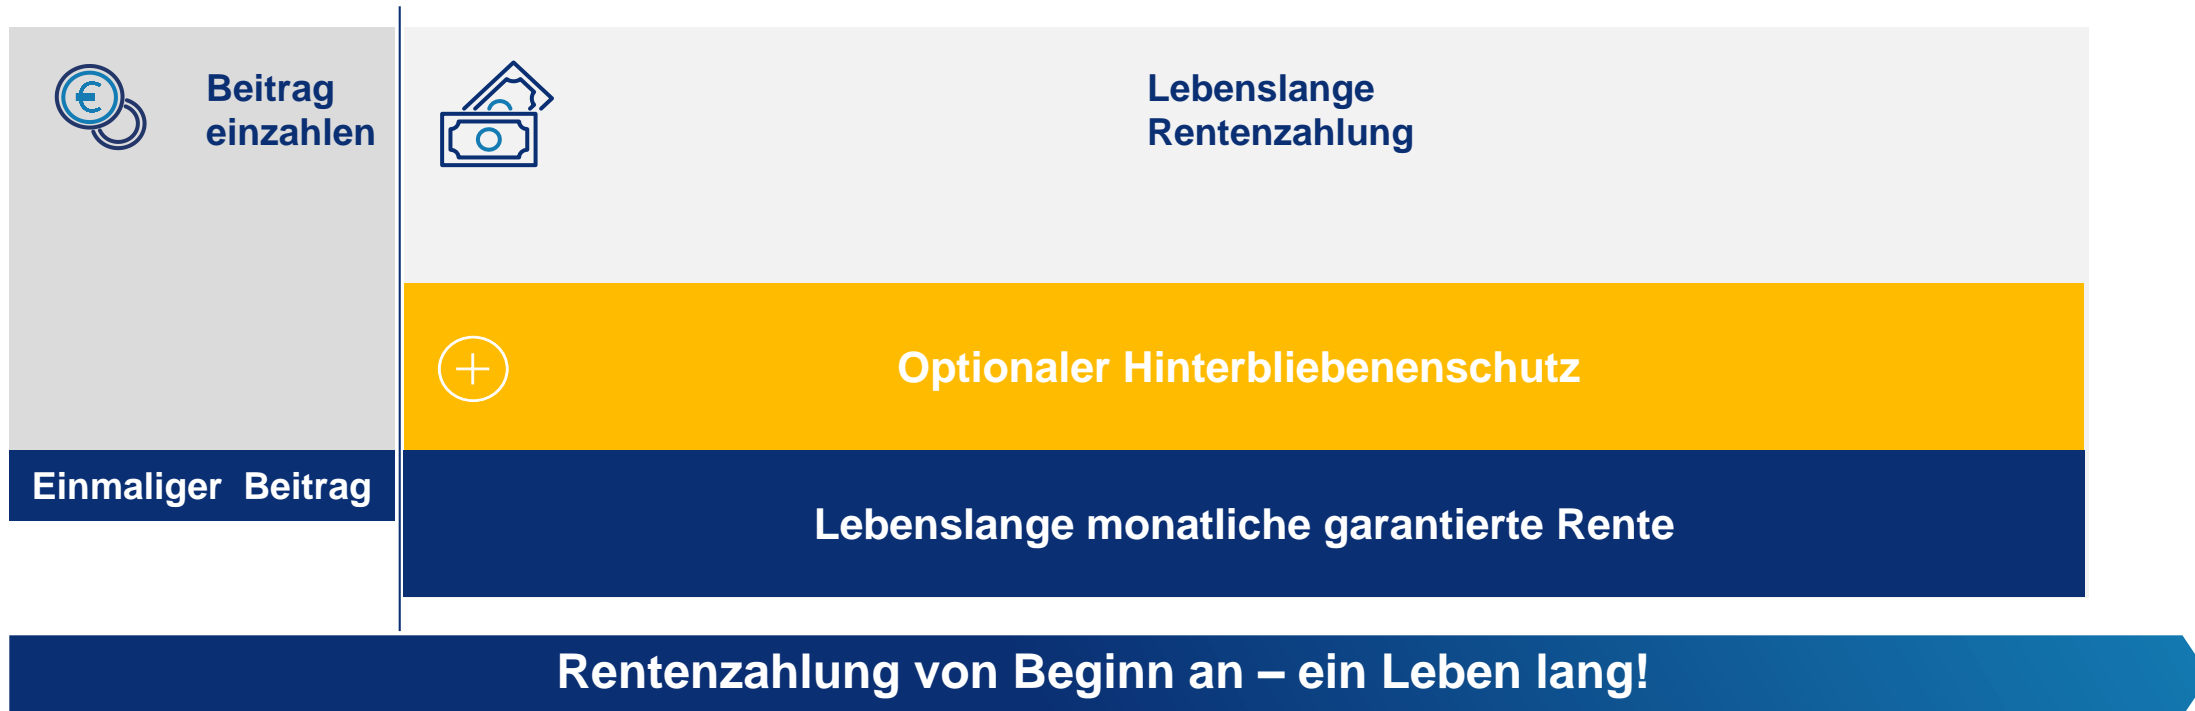 Beitrag
einzahlen
Lebenslange
Rentenzahlung
Optionaler Hinterbliebenenschutz
Einmaliger Beitrag
Lebenslange monatliche garantierte Rente
Rentenzahlung von Beginn an – ein Leben lang!